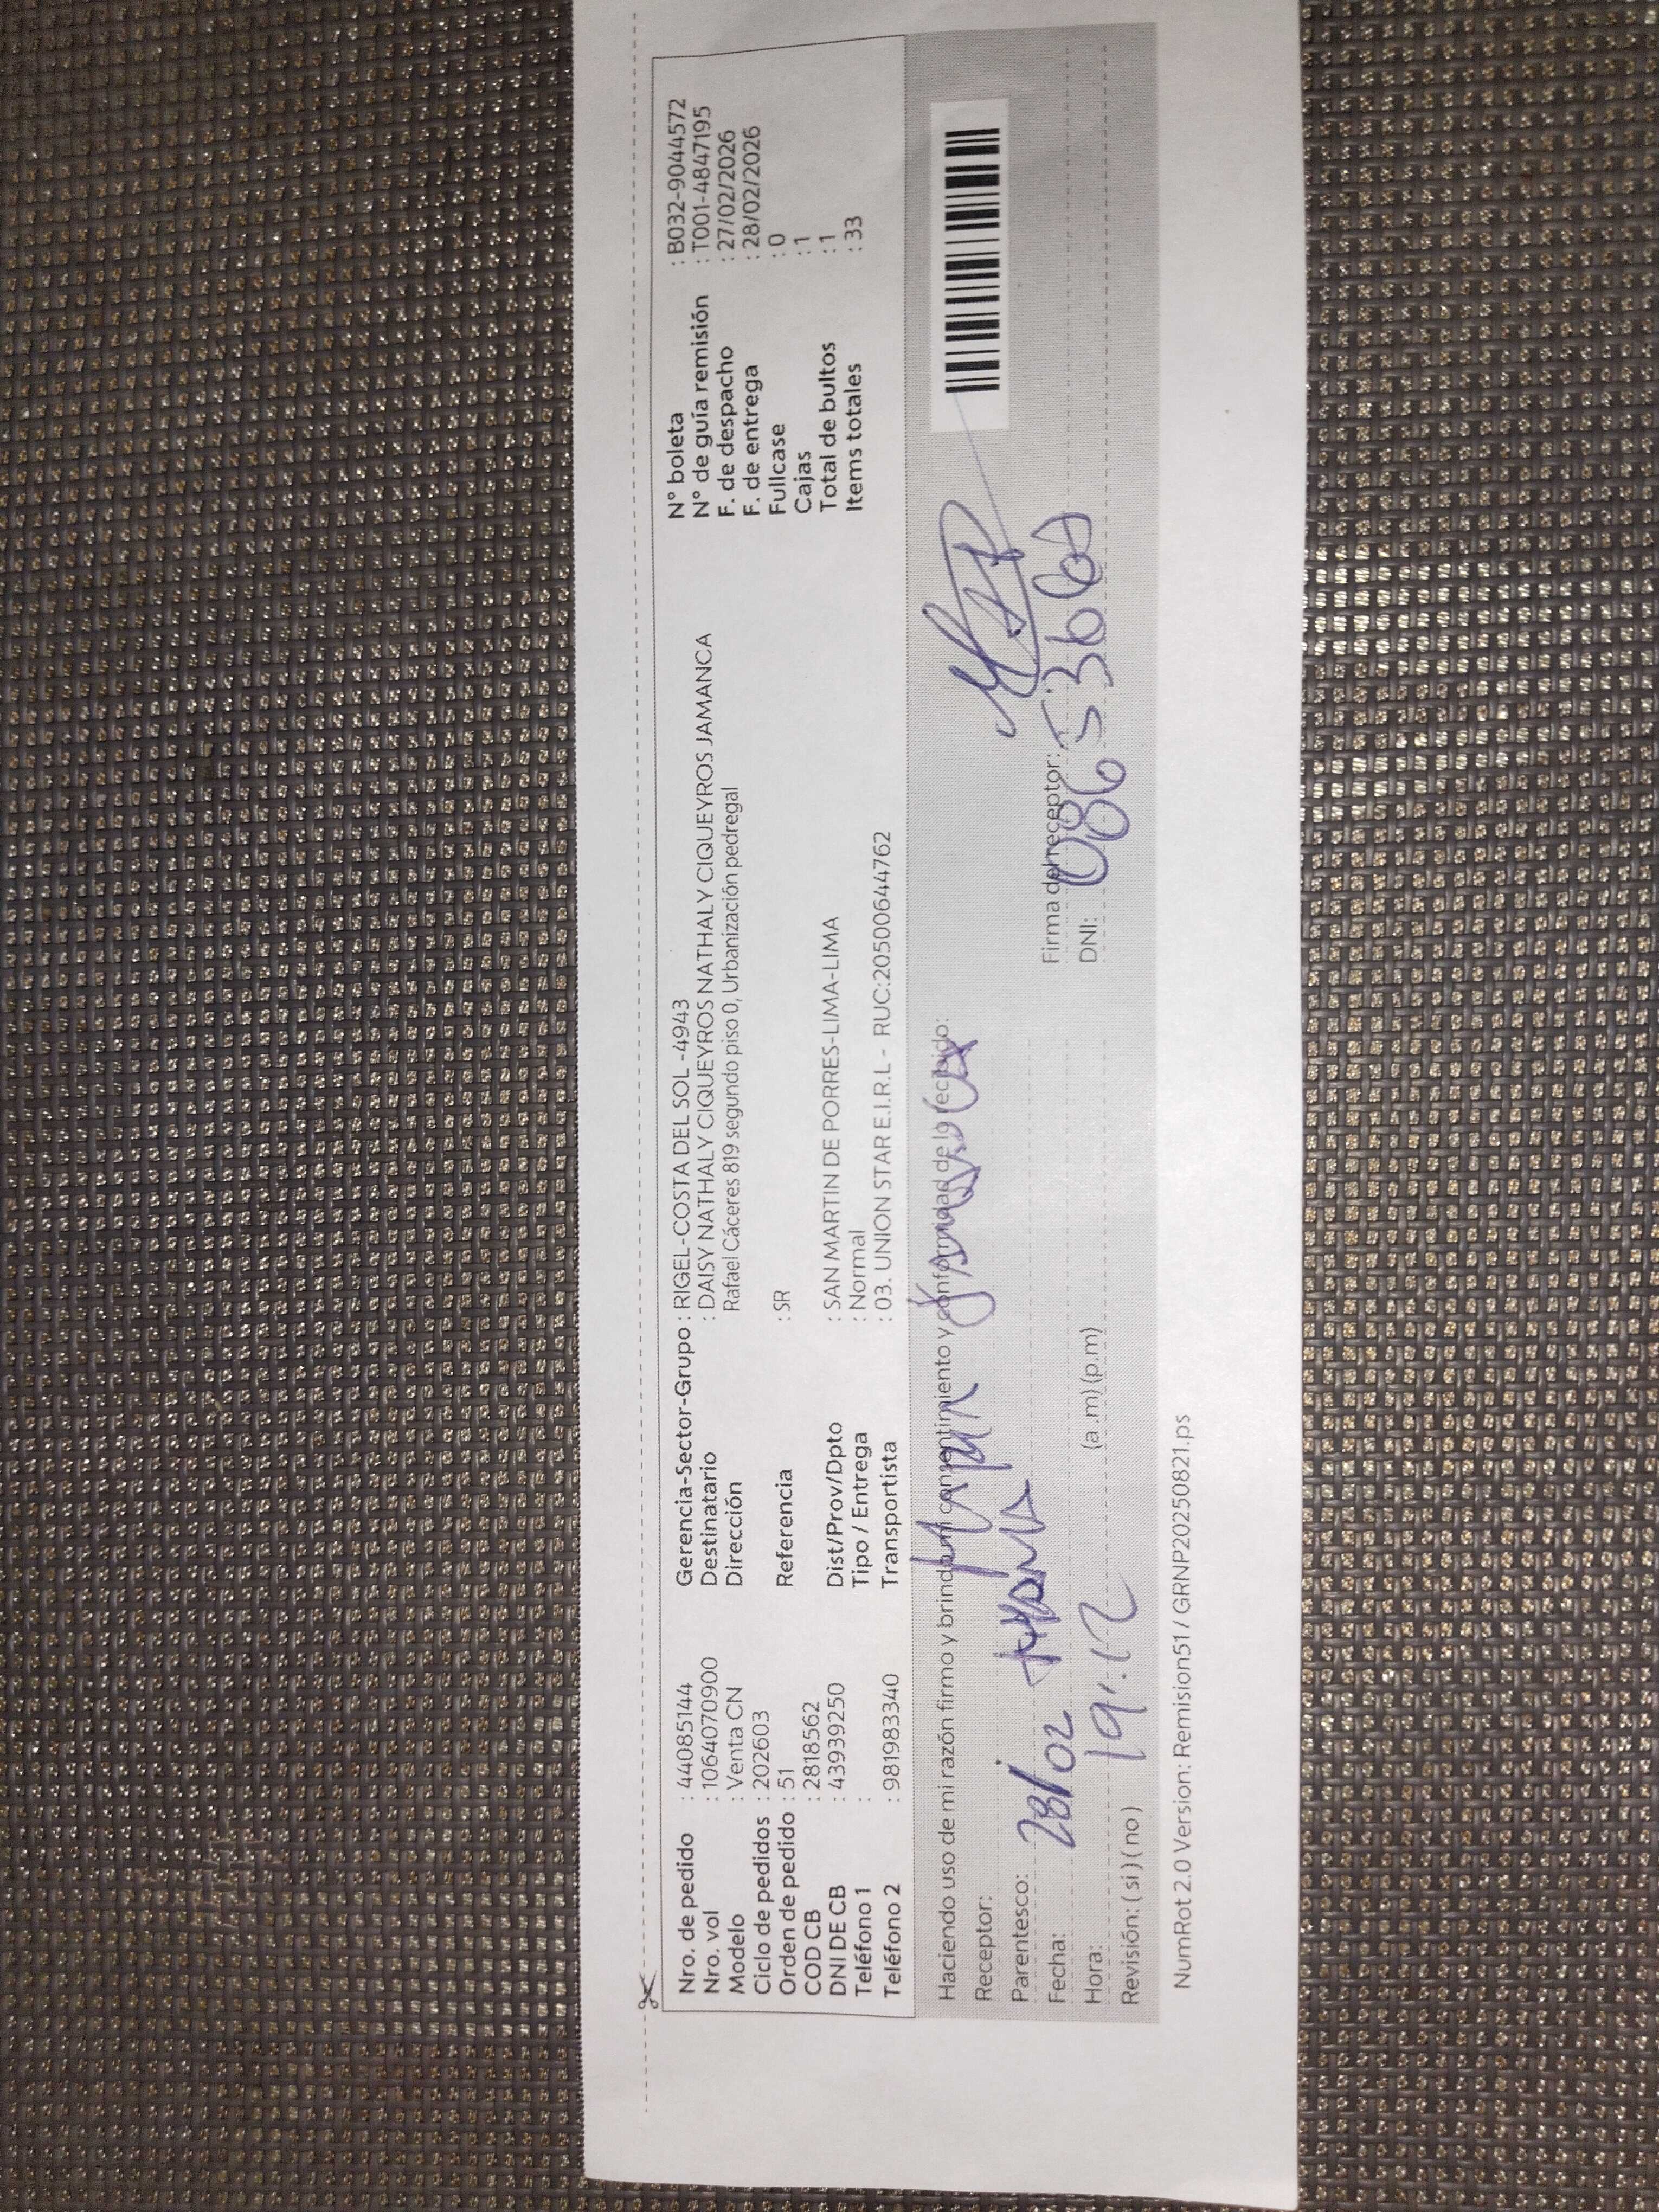 Nro. de pedido : 44085144 Gerencia-Sector-Grupo : RIGEL-COSTA DEL SOL -4943 N° boleta : B032-90444572
Nro. vol : 10640709OO Destinatario : DAISY NATHALY CIQUEYROS NATHALY CIQUEYROS JAMANCA N° de guía remisión : T001-4847195
Modelo : Venta CN Dirección Rafael Cáceres 819 segundo piso 0, Urbanización pedregal F. de despacho : 27/02/2026
Ciclo de pedidos : 202603 F. de entrega : 28/02/2026
Orden de pedido : 51 Referencia : SR Fullcase : 0
COD CB : 2818562 Cajas : 1
DNI DE CB : 43939250 Dist/Prov/Dpto : SAN MARTIN DE PORRES-LIMA-LIMA Total de bultos : 1
Teléfono 1 : Tipo / Entrega : Normal Items totales : 33
Teléfono 2 : 981983340 Transportista : 03. UNION STAR E.I.R.L - RUC:20500644762
Haciendo uso de mi razón firmo y brindo mi consentimiento y conformidad de lo recibido:
Receptor:
Parentesco:
Fecha: 28/02 Firma del receptor:
Hora: 19:12 (a .m) (p.m) DNI:
Revisión: ( si ) ( no )
NumRot 2.0 Version: Remision51 / GRNP20250821.ps